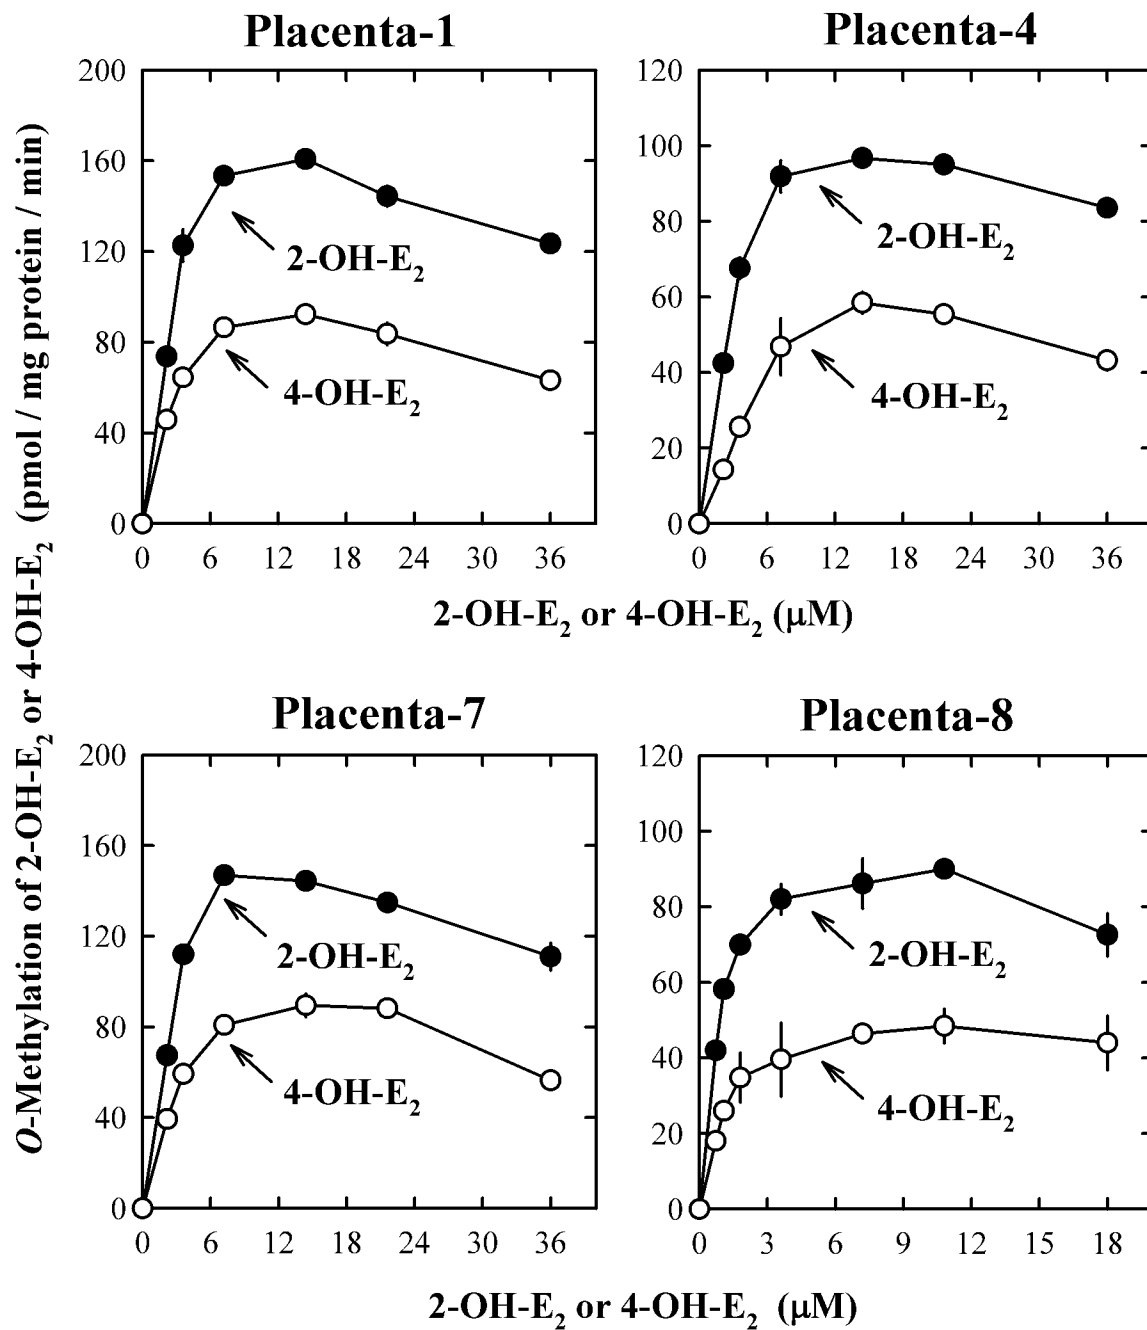 Placenta-1
Placenta-4
200
160
120
80
40
0
2-OH-E₂
4-OH-E₂
0 6 12 18 24 30 36
120
100
80
60
40
20
0
2-OH-E₂
4-OH-E₂
0 6 12 18 24 30 36
2-OH-E₂ or 4-OH-E₂ (μM)
O-Methylation of 2-OH-E₂ or 4-OH-E₂ (pmol / mg protein / min)
Placenta-7
Placenta-8
200
160
120
80
40
0
2-OH-E₂
4-OH-E₂
0 6 12 18 24 30 36
120
100
80
60
40
20
0
2-OH-E₂
4-OH-E₂
0 3 6 9 12 15 18
2-OH-E₂ or 4-OH-E₂ (μM)